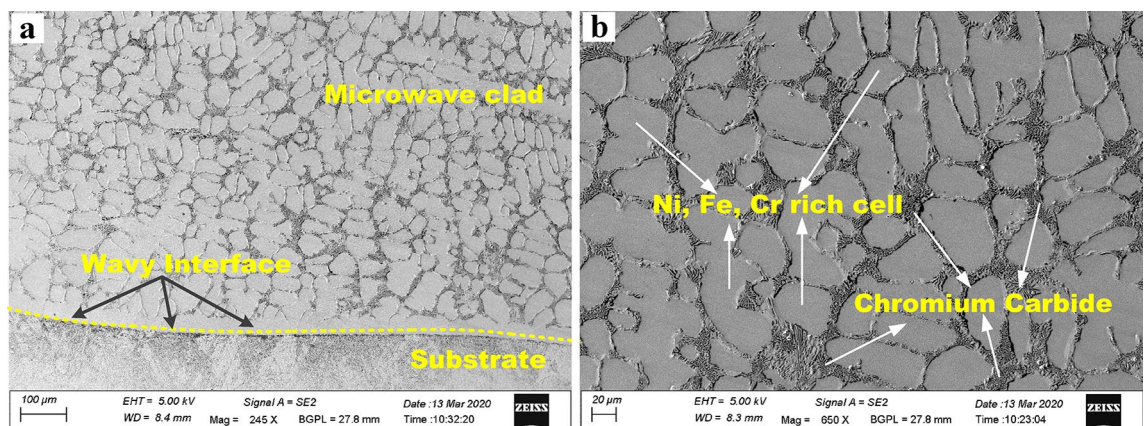 a
Microwave clad
Wavy Interface
Substrate
100 µm
EHT = 5.00 kV
Signal A = SE2
Date :13 Mar 2020
WD = 8.4 mm
Mag = 245 X
BGPL = 27.8 mm
Time :10:32:20
ZEISS
b
Ni, Fe, Cr rich cell
Chromium Carbide
20 µm
EHT = 5.00 kV
Signal A = SE2
Date :13 Mar 2020
WD = 8.3 mm
Mag = 650 X
BGPL = 27.8 mm
Time :10:23:04
ZEISS